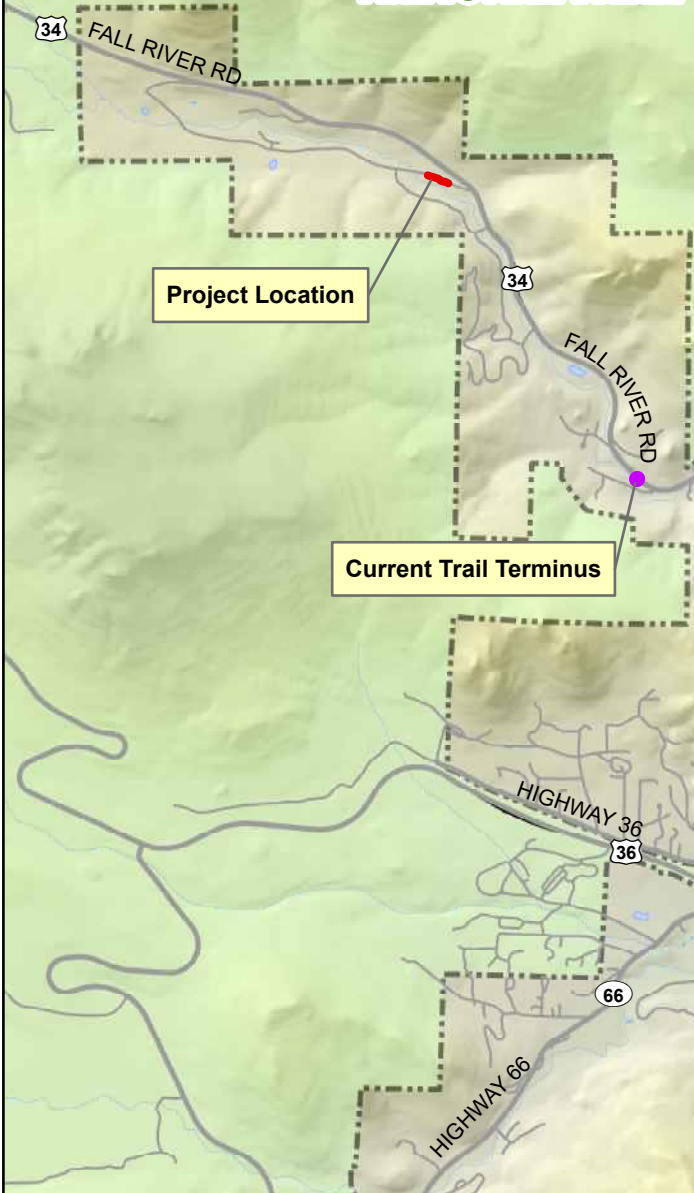 34
FALL RIVER RD
Project Location
34
FALL RIVER RD
Current Trail Terminus
HIGHWAY 36
36
66
HIGHWAY 66